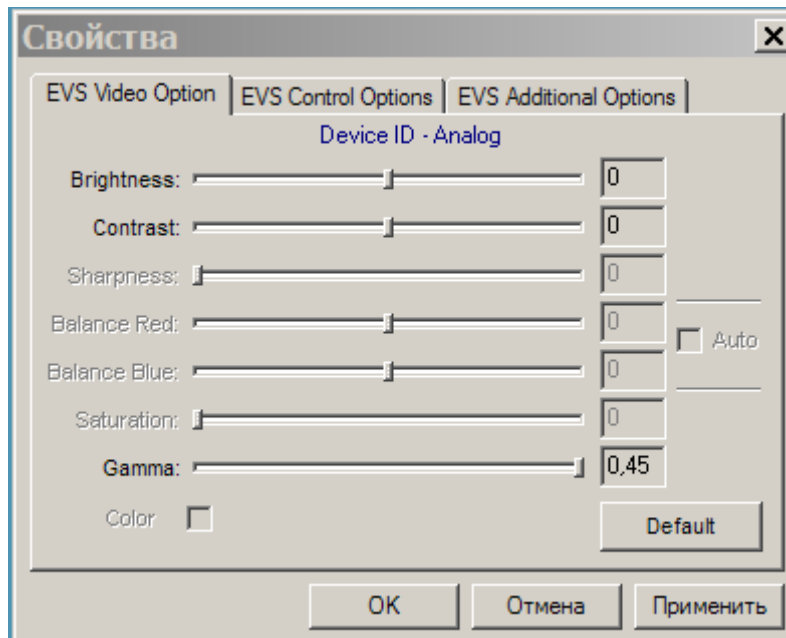 Свойства
EVS Video Option EVS Control Options EVS Additional Options
Device ID - Analog
Brightness: 0
Contrast: 0
Sharpness: 0
Balance Red: 0
Auto
Balance Blue: 0
Saturation: 0
Gamma: 0,45
Color
Default
OK Отмена Применить